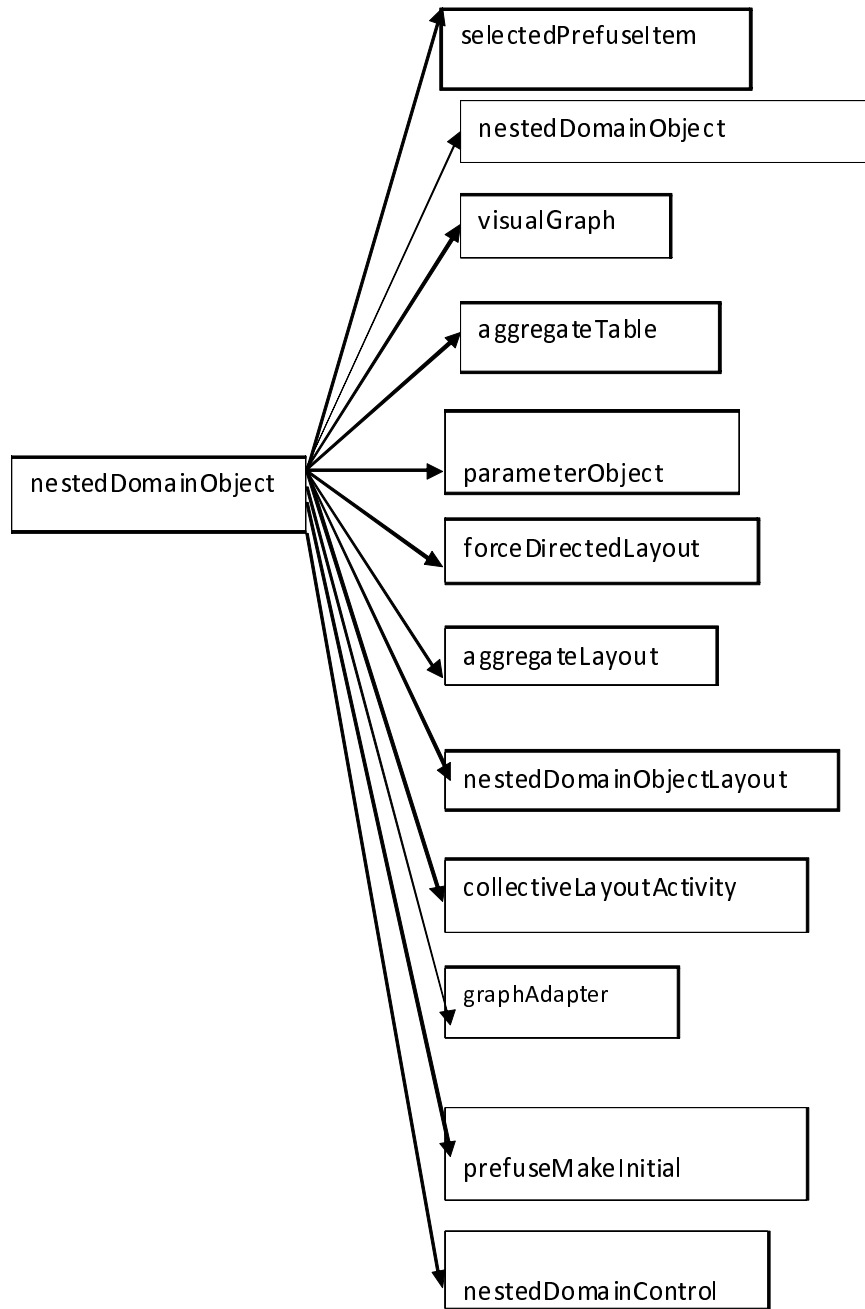 selectedPrefuseItem
nestedDomainObject
visualGraph
aggregateTable
parameterObject
nestedDomainObject
forceDirectedLayout
aggregateLayout
nestedDomainObjectLayout
collectiveLayoutActivity
graphAdapter
prefuseMakeInitial
nestedDomainControl